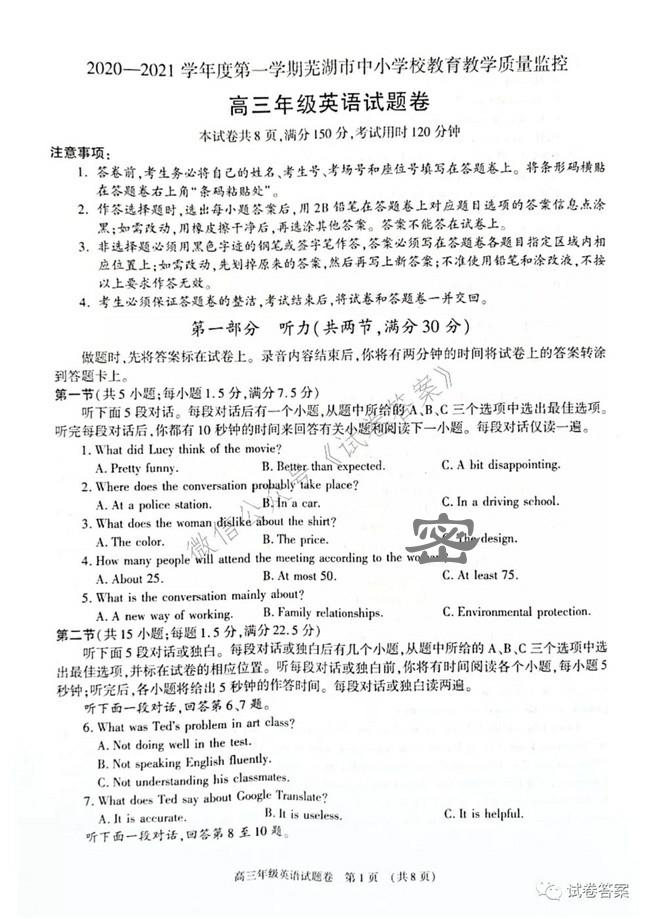 2020—2021学年度第一学期芜湖市中小学校教育教学质量监控
高三年级英语试题卷
本试卷共8页,满分150分,考试用时120分钟
注意事项:
1. 答卷前,考生务必将自己的姓名、考生号、考场号和座位号填写在答题卷上。将条形码横贴
在答题卷右上角“条码粘贴处”。
2. 作答选择题时,选出每小题答案后,用2B铅笔在答题卷上对应题目选项的答案信息点涂
黑;如需改动,用橡皮擦干净后,再选涂其他答案。答案不能答在试卷上。
3. 非选择题必须用黑色字迹的钢笔或签字笔作答,答案必须写在答题卷各题目指定区域内相
应位置上;如需改动,先划掉原来的答案,然后再写上新答案;不准使用铅笔和涂改液,不按
以上要求作答无效。
4. 考生必须保证答题卷的整洁,考试结束后,将试卷和答题卷一并交回。
第一部分 听力(共两节,满分30分)
做题时,先将答案标在试卷上。录音内容结束后,你将有两分钟的时间将试卷上的答案转涂
到答题卡上。
第一节(共5小题;每小题1.5分,满分7.5分)
听下面5段对话。每段对话后有一个小题,从题中所给的A、B、C三个选项中选出最佳选项。
听完每段对话后,你都有10秒钟的时间来回答有关小题和阅读下一小题。每段对话仅读一遍。
1. What did Lucy think of the movie?
A. Pretty funny. B. Better than expected. C. A bit disappointing.
2. Where does the conversation probably take place?
A. At a police station. B. In a car. C. In a driving school.
3. What does the woman dislike about the shirt?
A. The color. B. The price. C. The design.
4. How many people will attend the meeting according to the woman?
A. About 25. B. At most 50. C. At least 75.
5. What is the conversation mainly about?
A. A new way of working. B. Family relationships. C. Environmental protection.
第二节(共15小题;每题1.5分,满分22.5分)
听下面5段对话或独白。每段对话或独白后有几个小题,从题中所给的A、B、C三个选项中选
出最佳选项,并标在试卷的相应位置。听每段对话或独白前,你将有时间阅读各个小题,每小题5
秒钟;听完后,各小题将给出5秒钟的作答时间。每段对话或独白读两遍。
听下面一段对话,回答第6、7题。
6. What was Ted's problem in art class?
A. Not doing well in the test.
B. Not speaking English fluently.
C. Not understanding his classmates.
7. What does Ted say about Google Translate?
A. It is accurate. B. It is useless. C. It is helpful.
听下面一段对话,回答第8至10题。
高三年级英语试题卷 第1页 (共8页)
微信公众号《试卷答案》
密
试卷答案